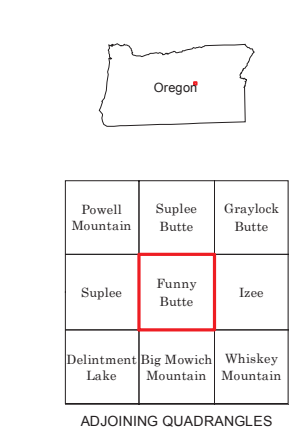 Oregon
Powell
Mountain
Suplee
Butte
Graylock
Butte
Suplee
Funny
Butte
Izee
Delintment
Lake
Big Mowich
Mountain
Whiskey
Mountain
ADJOINING QUADRANGLES